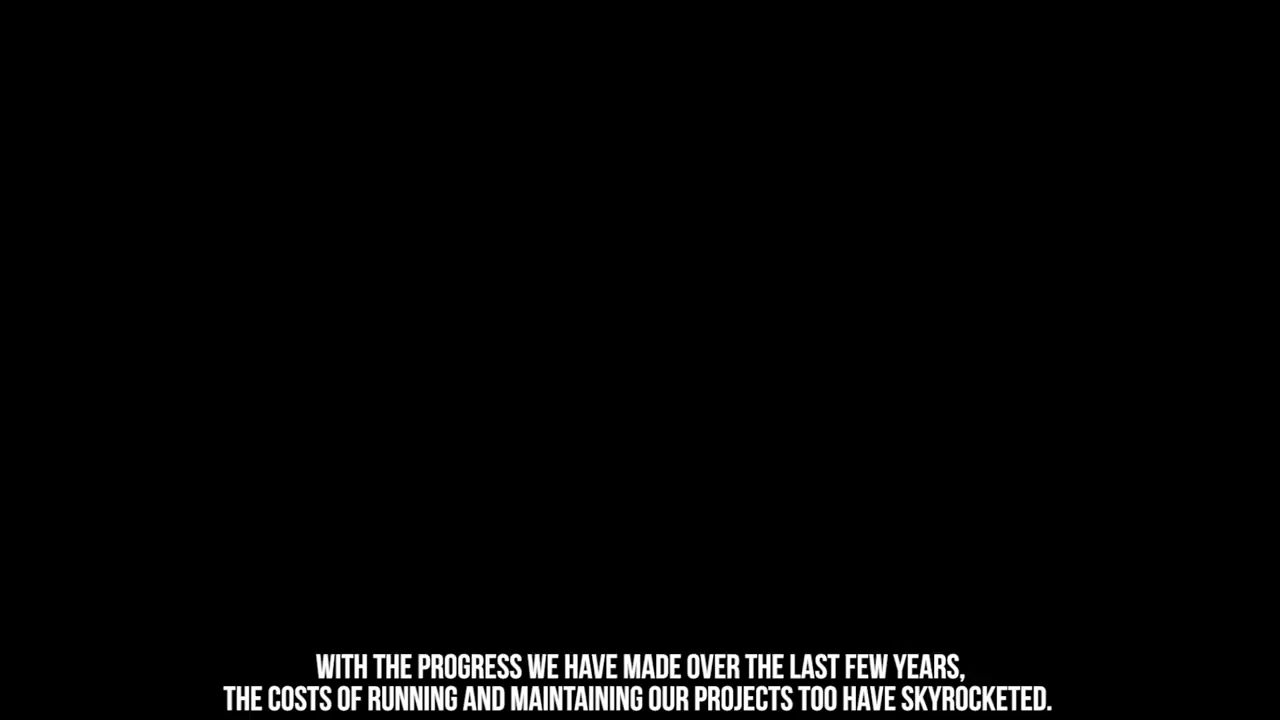 WITH THE PROGRESS WE HAVE MADE OVER THE LAST FEW YEARS,
THE COSTS OF RUNNING AND MAINTAINING OUR PROJECTS TOO HAVE SKYROCKETED.